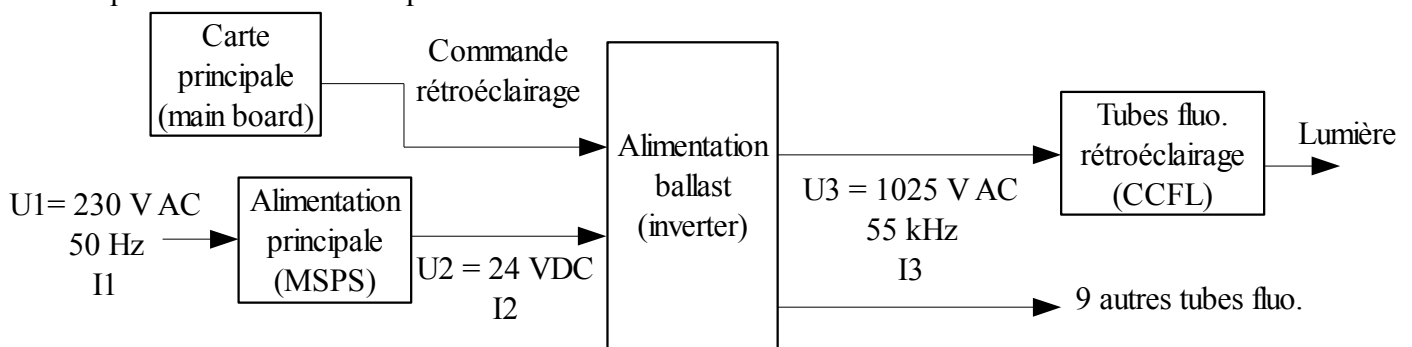 Carte
principale
(main board)
Commande
rétroéclairage
Alimentation
ballast
(inverter)
Tubes fluo.
rétroéclairage
(CCFL)
Lumière
U1= 230 V AC
50 Hz
I1
Alimentation
principale
(MSPS)
U2 = 24 VDC
I2
U3 = 1025 V AC
55 kHz
I3
9 autres tubes fluo.